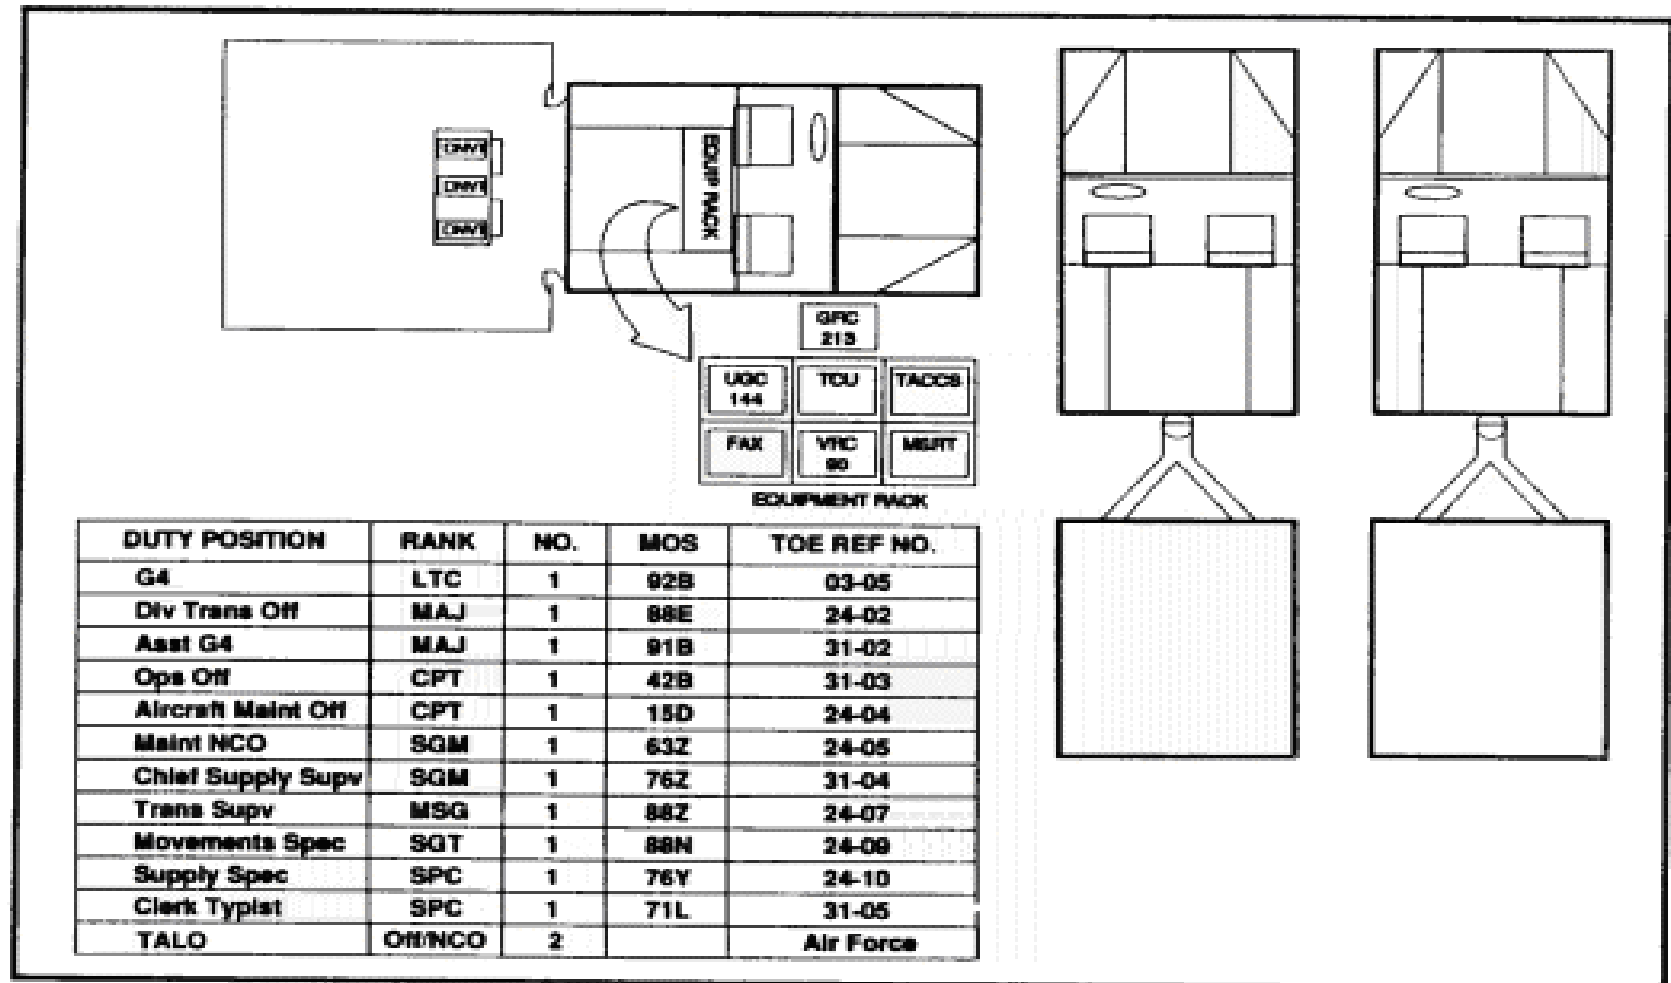 DNVT
DNVT
DNVT
EQUIP RACK
GRC
213
UGC
144
TCU
TACCS
FAX
VRC
90
MSRT
EQUIPMENT RACK
DUTY POSITION RANK NO. MOS TOE REF NO.
G4 LTC 1 92B 03-05
Div Trans Off MAJ 1 88E 24-02
Asst G4 MAJ 1 91B 31-02
Ops Off CPT 1 42B 31-03
Aircraft Maint Off CPT 1 15D 24-04
Maint NCO SGM 1 63Z 24-05
Chief Supply Supv SGM 1 76Z 31-04
Trans Supv MSG 1 88Z 24-07
Movements Spec SGT 1 88N 24-09
Supply Spec SPC 1 76Y 24-10
Clerk Typist SPC 1 71L 31-05
TALO Off/NCO 2 Air Force